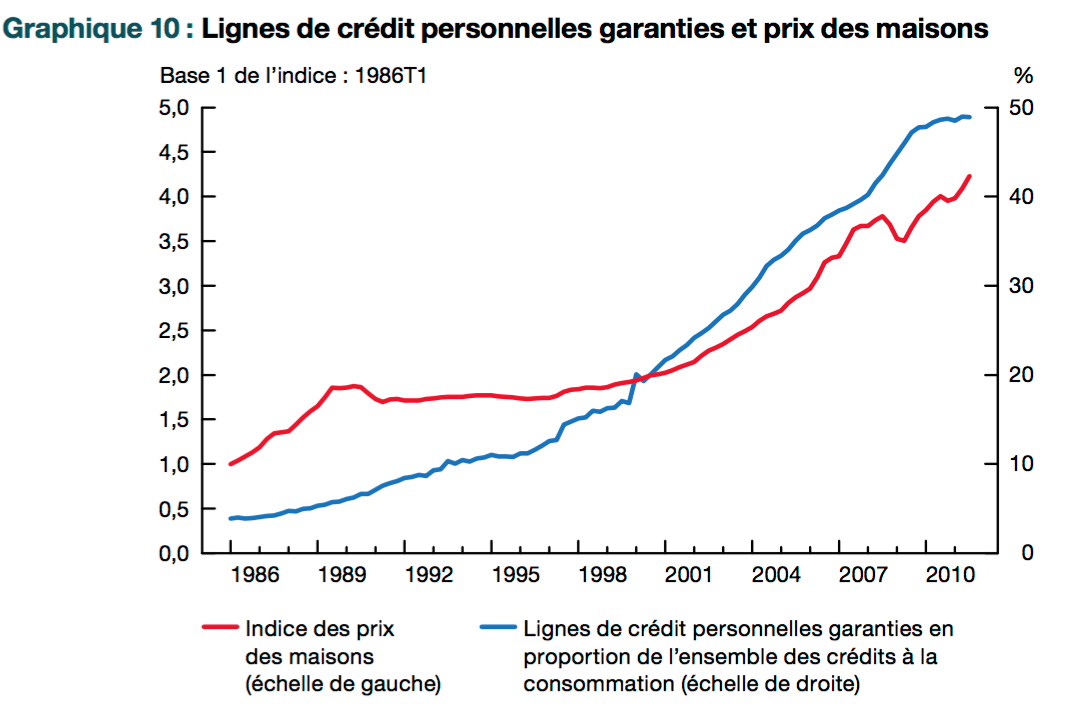 Graphique 10 : Lignes de crédit personnelles garanties et prix des maisons
Base 1 de l’indice : 1986T1
%
5,0
4,5
4,0
3,5
3,0
2,5
2,0
1,5
1,0
0,5
0,0
50
40
30
20
10
0
1986 1989 1992 1995 1998 2001 2004 2007 2010
Indice des prix
des maisons
(échelle de gauche)
Lignes de crédit personnelles garanties en
proportion de l’ensemble des crédits à la
consommation (échelle de droite)